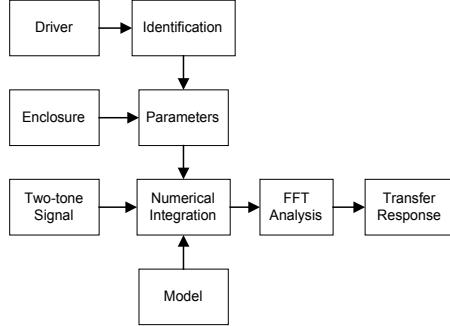 Driver
Identification
Enclosure
Parameters
Two-tone
Signal
Numerical
Integration
FFT
Analysis
Transfer
Response
Model